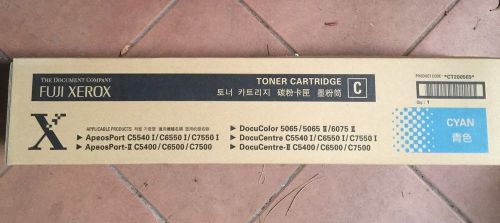 THE DOCUMENT COMPANY
FUJI XEROX
TONER CARTRIDGE
토너 카트리지 碳粉卡匣 墨粉筒
C
PRODUCT CODE : *CT200569*
Qty : 1
X
APPLICABLE PRODUCTS:
ApeosPort C5540 I / C6550 I / C7550 I
ApeosPort-II C5400 / C6500 / C7500
DocuColor 5065 / 5065 II / 6075 II
DocuCentre C5540 I / C6550 I / C7550 I
DocuCentre-II C5400 / C6500 / C7500
CYAN
青色